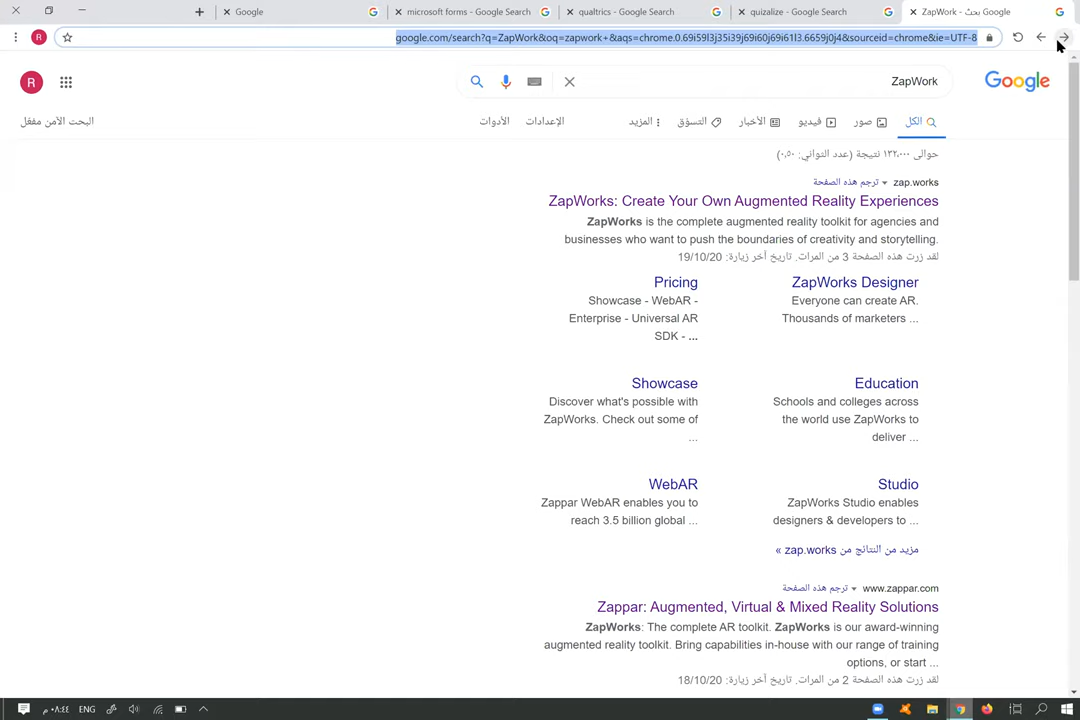 ZapWork - بحث Google
quizalize - Google Search
qualtrics - Google Search
microsoft forms - Google Search
Google
google.com/search?q=ZapWork&oq=zapwork+&aqs=chrome.0.69i59l3j35i39j69i60j69i61l3.6659j0j4&sourceid=chrome&ie=UTF-8
R
Google
ZapWork
R
الكل
صور
فيديو
الأخبار
التسوّق
المزيد
الإعدادات
الأدوات
البحث الآمن مفعّل
حوالى ١٣٢,٠٠٠ نتيجة (عدد الثواني: ٠,٥٠)
zap.works ترجم هذه الصفحة
ZapWorks: Create Your Own Augmented Reality Experiences
ZapWorks is the complete augmented reality toolkit for agencies and
businesses who want to push the boundaries of creativity and storytelling.
لقد زرت هذه الصفحة 3 من المرات. تاريخ آخر زيارة: 19/10/20
ZapWorks Designer
Everyone can create AR.
Thousands of marketers ...
Pricing
Showcase - WebAR -
Enterprise - Universal AR
SDK - ...
Education
Schools and colleges across
the world use ZapWorks to
deliver ...
Showcase
Discover what's possible with
ZapWorks. Check out some of
...
Studio
ZapWorks Studio enables
designers & developers to ...
WebAR
Zappar WebAR enables you to
reach 3.5 billion global ...
مزيد من النتائج من zap.works »
www.zappar.com ترجم هذه الصفحة
Zappar: Augmented, Virtual & Mixed Reality Solutions
ZapWorks: The complete AR toolkit. ZapWorks is our award-winning
augmented reality toolkit. Bring capabilities in-house with our range of training
options, or start ...
لقد زرت هذه الصفحة 2 من المرات. تاريخ آخر زيارة: 18/10/20
ENG
٠٨:٤٤ م